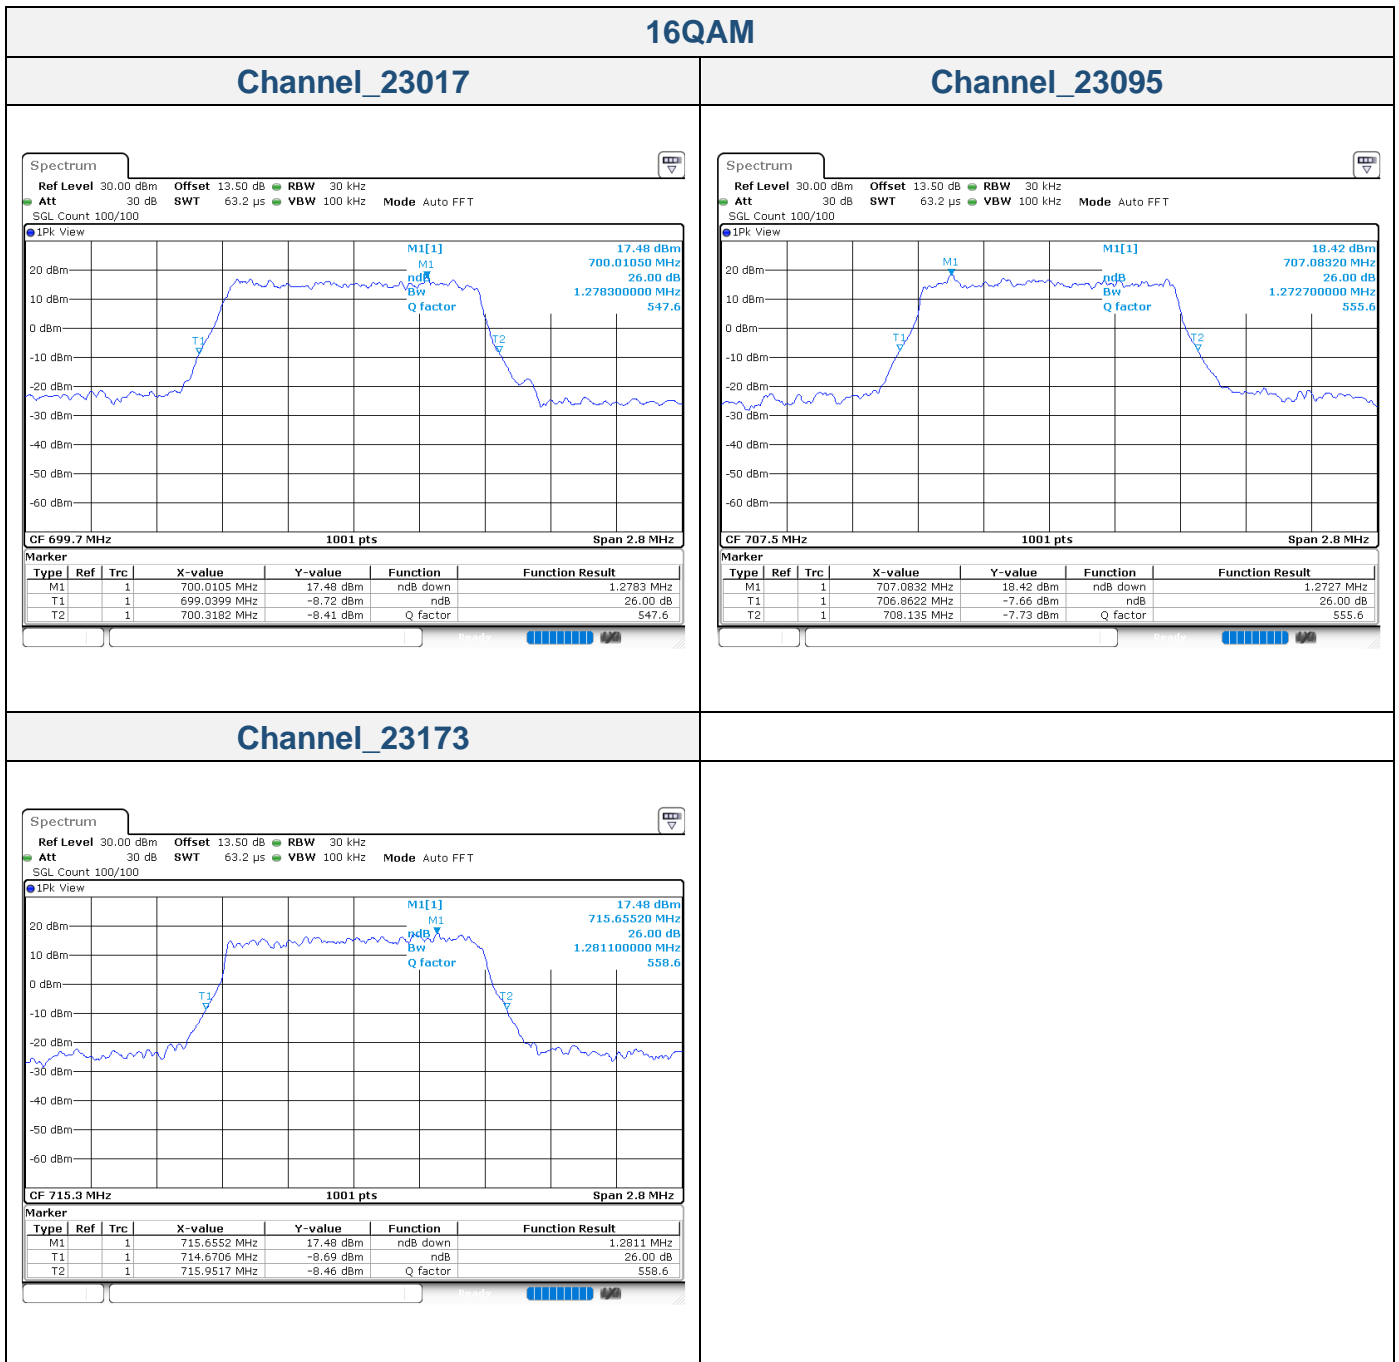 16QAM
Channel_23017
Channel_23095
Spectrum
Ref Level 30.00 dBm Offset 13.50 dB RBW 30 kHz
Att 30 dB SWT 63.2 µs VBW 100 kHz Mode Auto FFT
SGL Count 100/100
1Pk View
M1[1] 17.48 dBm
700.01050 MHz
ndB 26.00 dB
Bw 1.278300000 MHz
Q factor 547.6
M1
T1
T2
20 dBm
10 dBm
0 dBm
-10 dBm
-20 dBm
-30 dBm
-40 dBm
-50 dBm
-60 dBm
CF 699.7 MHz 1001 pts Span 2.8 MHz
Marker
Type Ref Trc X-value Y-value Function Function Result
M1 1 700.0105 MHz 17.48 dBm ndB down 1.2783 MHz
T1 1 699.0399 MHz -8.72 dBm ndB 26.00 dB
T2 1 700.3182 MHz -8.41 dBm Q factor 547.6
Ready
Spectrum
Ref Level 30.00 dBm Offset 13.50 dB RBW 30 kHz
Att 30 dB SWT 63.2 µs VBW 100 kHz Mode Auto FFT
SGL Count 100/100
1Pk View
M1[1] 18.42 dBm
707.08320 MHz
ndB 26.00 dB
Bw 1.272700000 MHz
Q factor 555.6
M1
T1
T2
20 dBm
10 dBm
0 dBm
-10 dBm
-20 dBm
-30 dBm
-40 dBm
-50 dBm
-60 dBm
CF 707.5 MHz 1001 pts Span 2.8 MHz
Marker
Type Ref Trc X-value Y-value Function Function Result
M1 1 707.0832 MHz 18.42 dBm ndB down 1.2727 MHz
T1 1 706.8622 MHz -7.66 dBm ndB 26.00 dB
T2 1 708.135 MHz -7.73 dBm Q factor 555.6
Ready
Channel_23173
Spectrum
Ref Level 30.00 dBm Offset 13.50 dB RBW 30 kHz
Att 30 dB SWT 63.2 µs VBW 100 kHz Mode Auto FFT
SGL Count 100/100
1Pk View
M1[1] 17.48 dBm
715.65520 MHz
ndB 26.00 dB
Bw 1.281100000 MHz
Q factor 558.6
M1
T1
T2
20 dBm
10 dBm
0 dBm
-10 dBm
-20 dBm
-30 dBm
-40 dBm
-50 dBm
-60 dBm
CF 715.3 MHz 1001 pts Span 2.8 MHz
Marker
Type Ref Trc X-value Y-value Function Function Result
M1 1 715.6552 MHz 17.48 dBm ndB down 1.2811 MHz
T1 1 714.6706 MHz -8.69 dBm ndB 26.00 dB
T2 1 715.9517 MHz -8.46 dBm Q factor 558.6
Ready